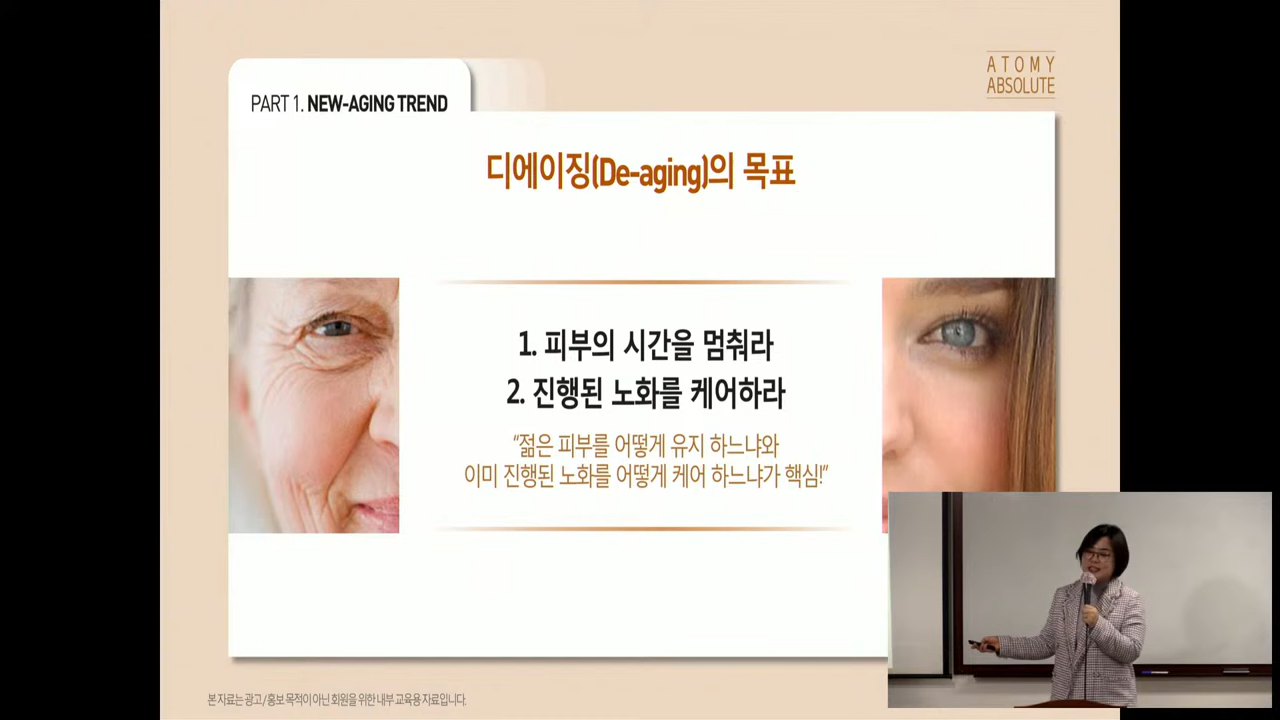 PART 1. NEW-AGING TREND
ATOMY
ABSOLUTE
디에이징(De-aging)의 목표
1. 피부의 시간을 멈춰라
2. 진행된 노화를 케어하라
“젊은 피부를 어떻게 유지 하느냐와
이미 진행된 노화를 어떻게 케어 하느냐가 핵심!”
본 자료는 광고/홍보 목적이 아닌 회원을 위한 내부 교육용 자료입니다.